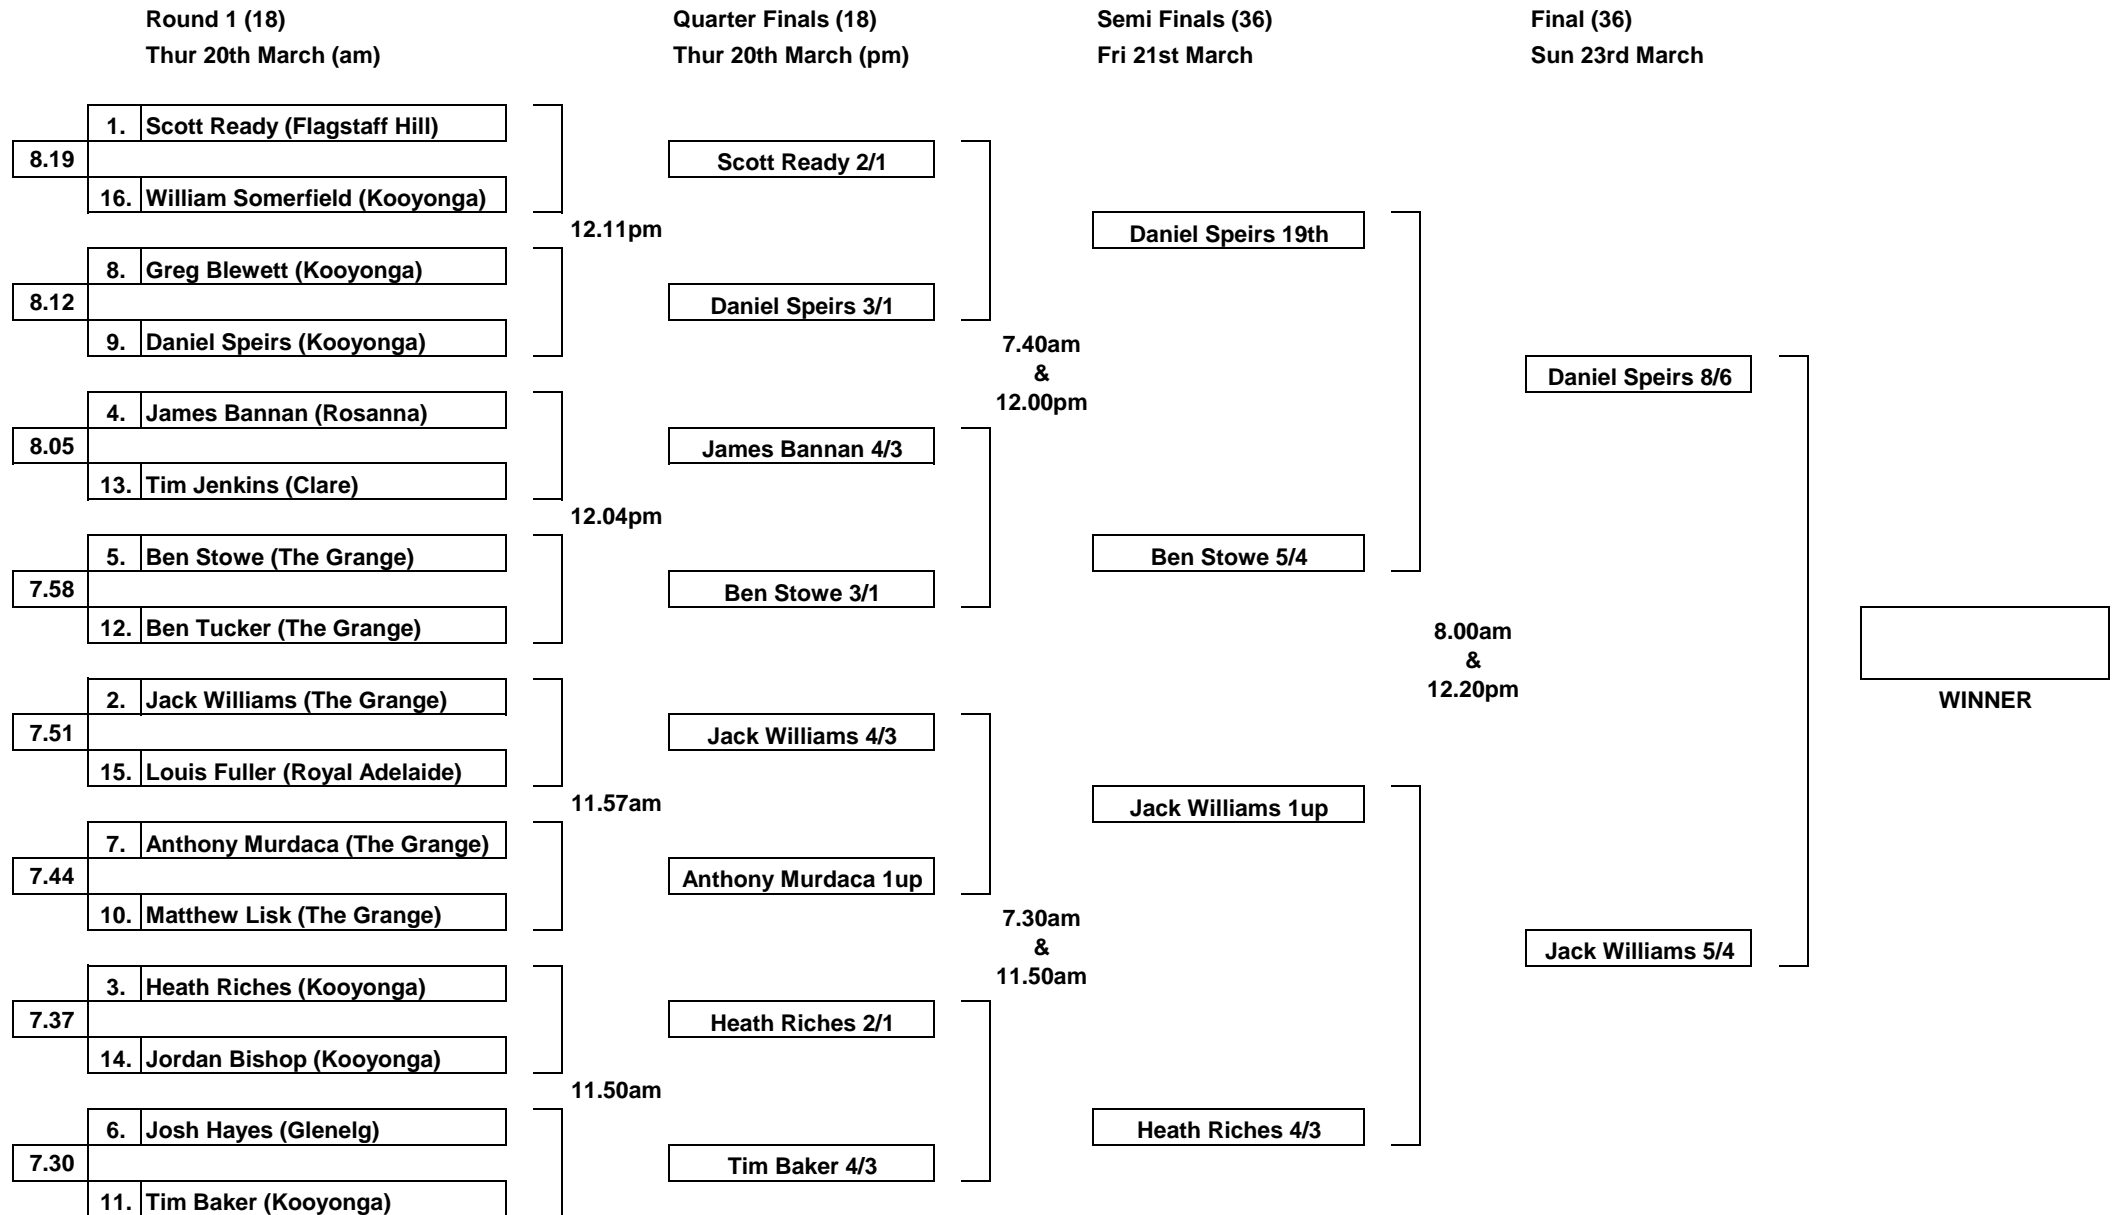 Round 1 (18)
Thur 20th March (am)
Quarter Finals (18)
Thur 20th March (pm)
Semi Finals (36)
Fri 21st March
Final (36)
Sun 23rd March
1. Scott Ready (Flagstaff Hill)
8.19
16. William Somerfield (Kooyonga)
8. Greg Blewett (Kooyonga)
8.12
9. Daniel Speirs (Kooyonga)
4. James Bannan (Rosanna)
8.05
13. Tim Jenkins (Clare)
5. Ben Stowe (The Grange)
7.58
12. Ben Tucker (The Grange)
2. Jack Williams (The Grange)
7.51
15. Louis Fuller (Royal Adelaide)
7. Anthony Murdaca (The Grange)
7.44
10. Matthew Lisk (The Grange)
3. Heath Riches (Kooyonga)
7.37
14. Jordan Bishop (Kooyonga)
6. Josh Hayes (Glenelg)
7.30
11. Tim Baker (Kooyonga)
Scott Ready 2/1
12.11pm
Daniel Speirs 3/1
James Bannan 4/3
12.04pm
Ben Stowe 3/1
Jack Williams 4/3
11.57am
Anthony Murdaca 1up
Heath Riches 2/1
11.50am
Tim Baker 4/3
Daniel Speirs 19th
7.40am
&
12.00pm
Ben Stowe 5/4
Jack Williams 1up
7.30am
&
11.50am
Heath Riches 4/3
Daniel Speirs 8/6
8.00am
&
12.20pm
Jack Williams 5/4
WINNER